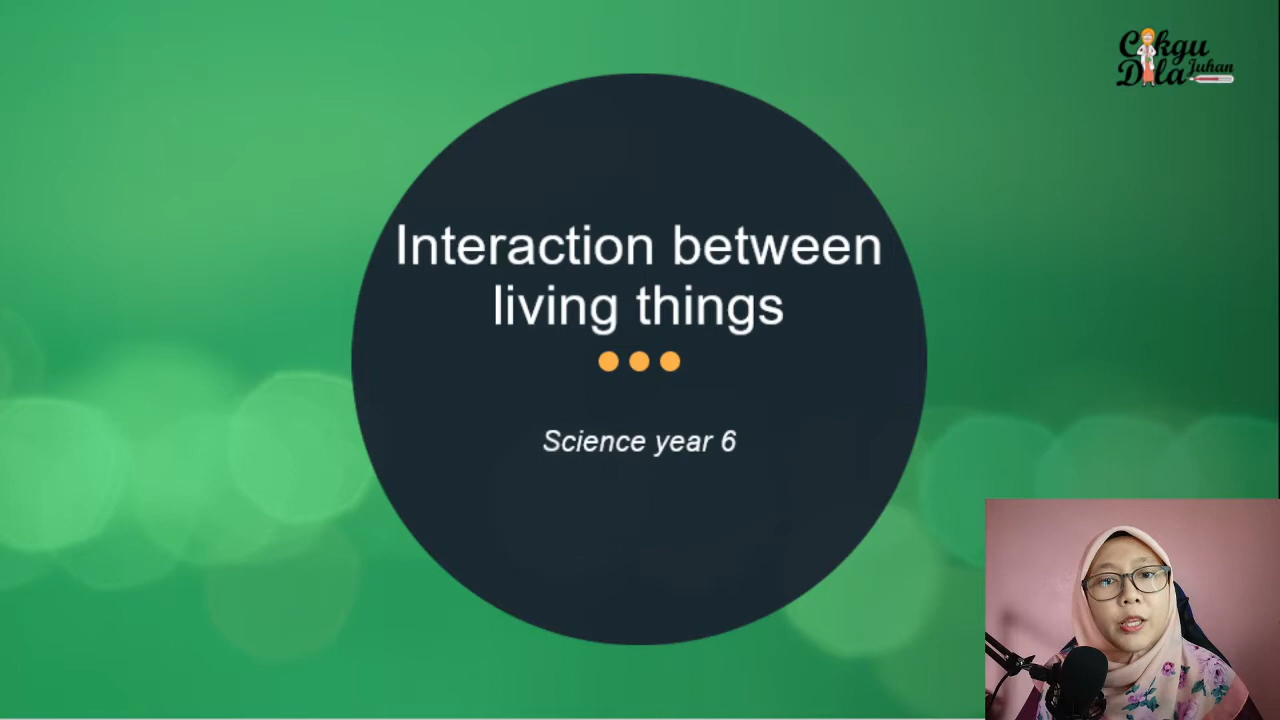 Cikgu
Dila Juhan
Interaction between
living things
Science year 6